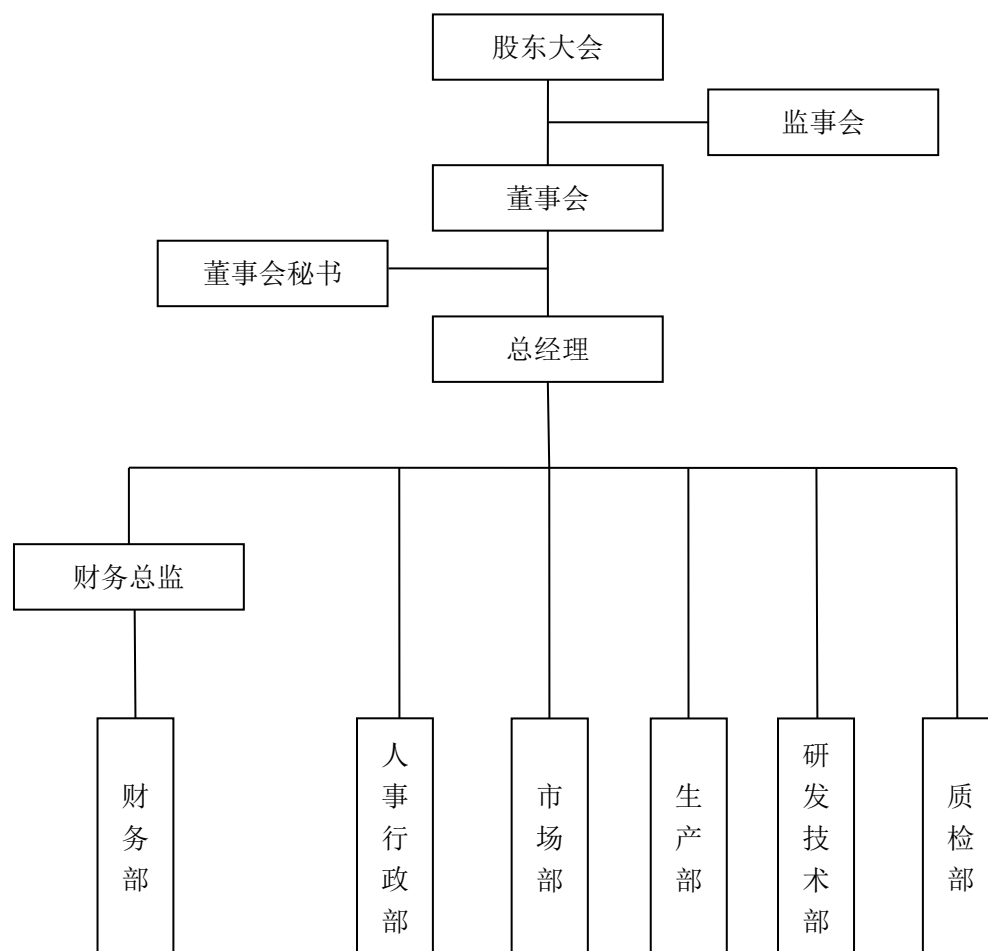 股东大会
监事会
董事会
董事会秘书
总经理
财务总监
财务部
人事行政部
市场部
生产部
研发技术部
质检部